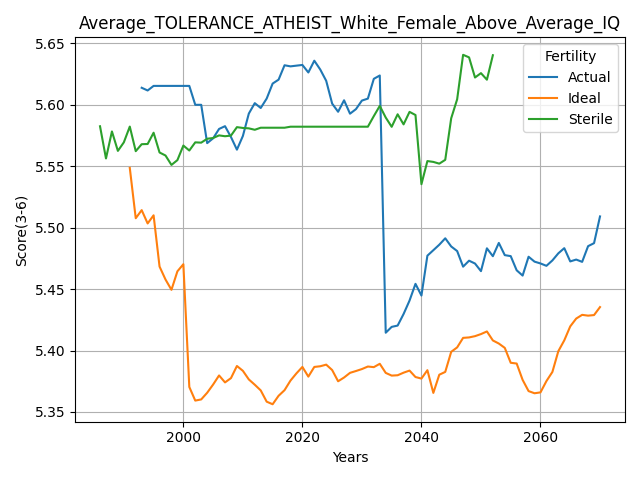 Average_TOLERANCE_ATHEIST_White_Female_Above_Average_IQ
Score(3-6)
5.65
5.60
5.55
5.50
5.45
5.40
5.35
Fertility
Actual
Ideal
Sterile
2000
2020
2040
2060
Years